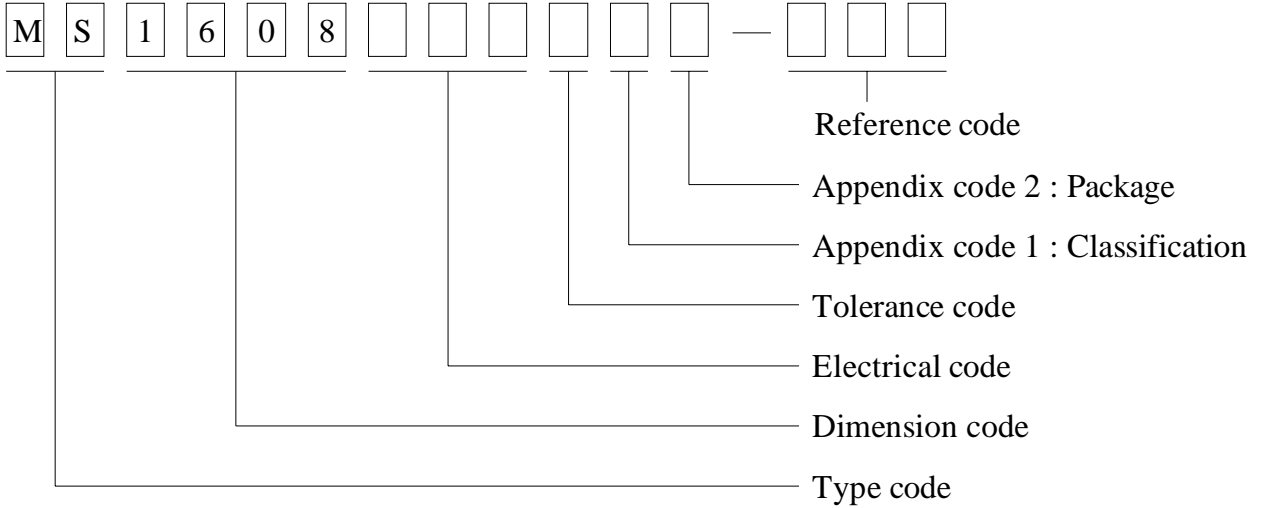 M S 1 6 0 8 —
Reference code
Appendix code 2 : Package
Appendix code 1 : Classification
Tolerance code
Electrical code
Dimension code
Type code